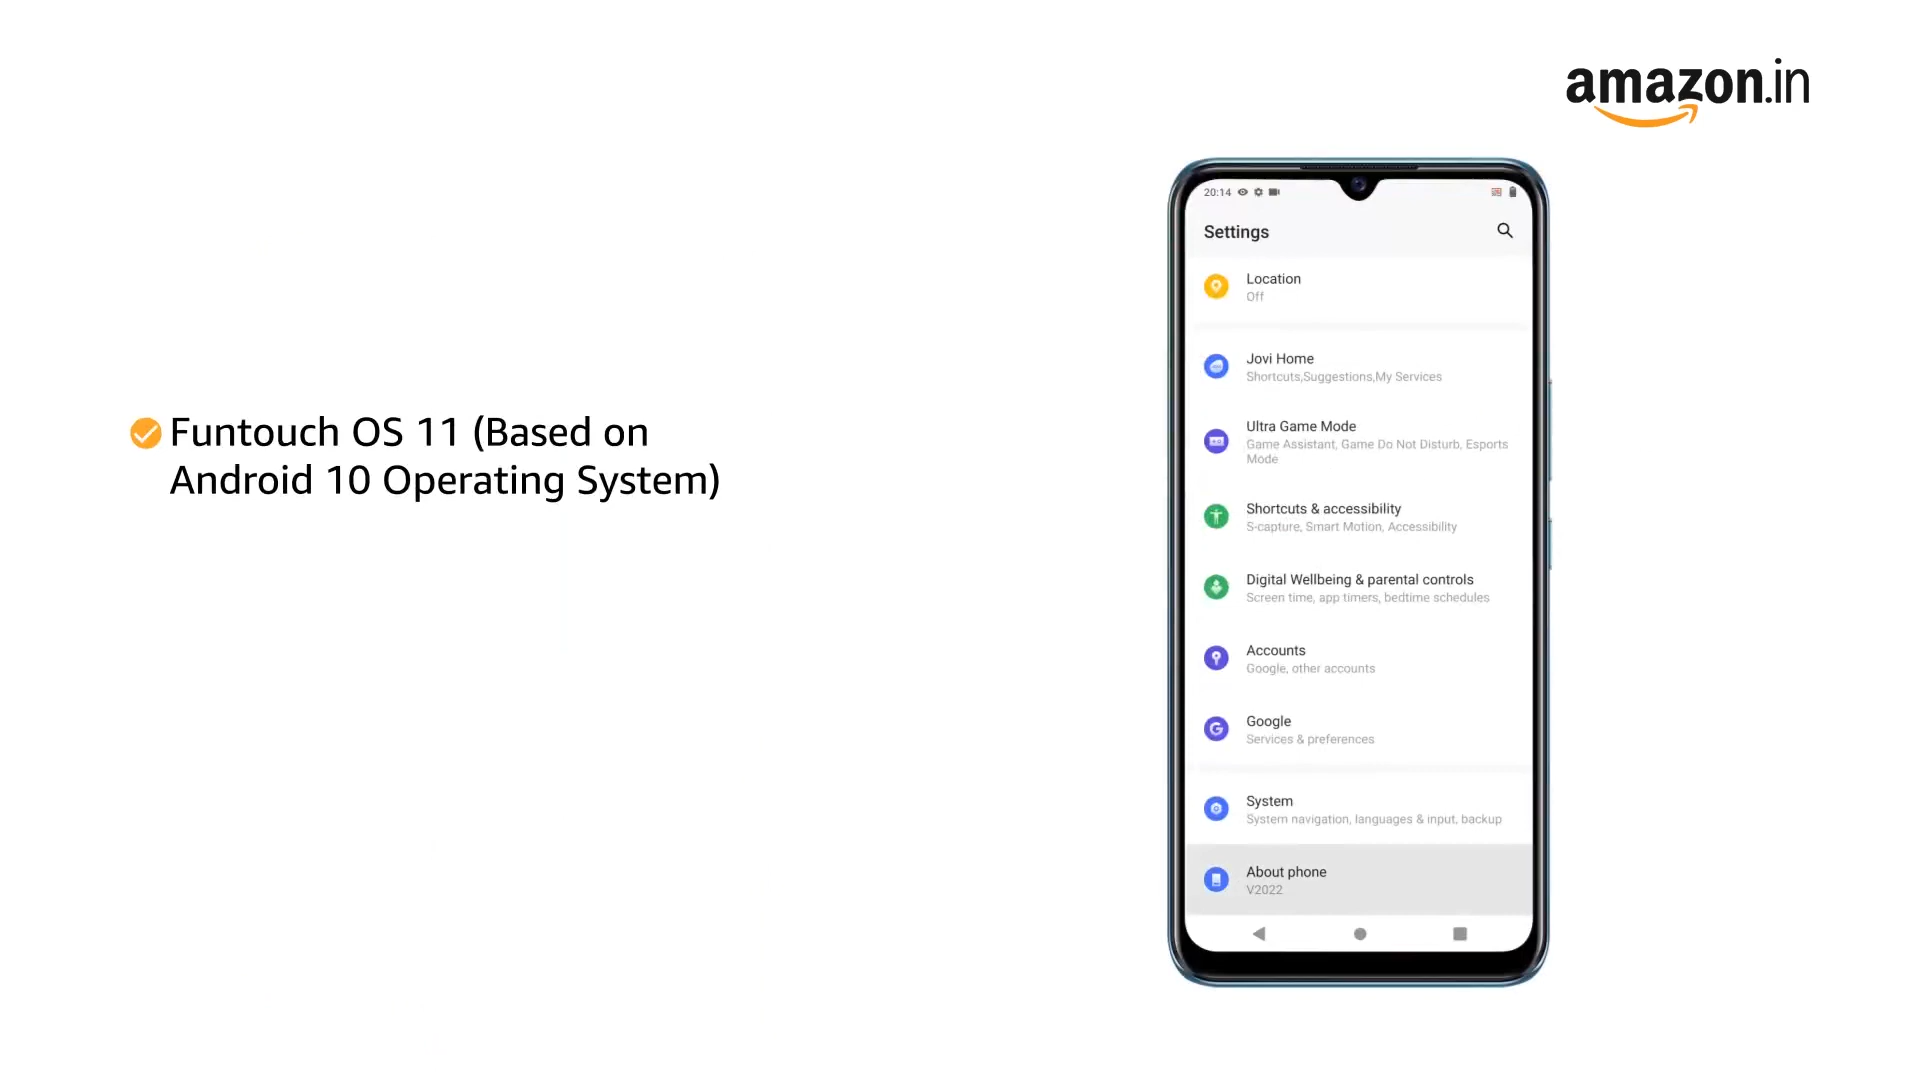 amazon.in
Funtouch OS 11 (Based on
Android 10 Operating System)
20:14
Settings
Location
Off
Jovi Home
Shortcuts,Suggestions,My Services
Ultra Game Mode
Game Assistant, Game Do Not Disturb, Esports
Mode
Shortcuts & accessibility
S-capture, Smart Motion, Accessibility
Digital Wellbeing & parental controls
Screen time, app timers, bedtime schedules
Accounts
Google, other accounts
Google
Services & preferences
System
System navigation, languages & input, backup
About phone
V2022